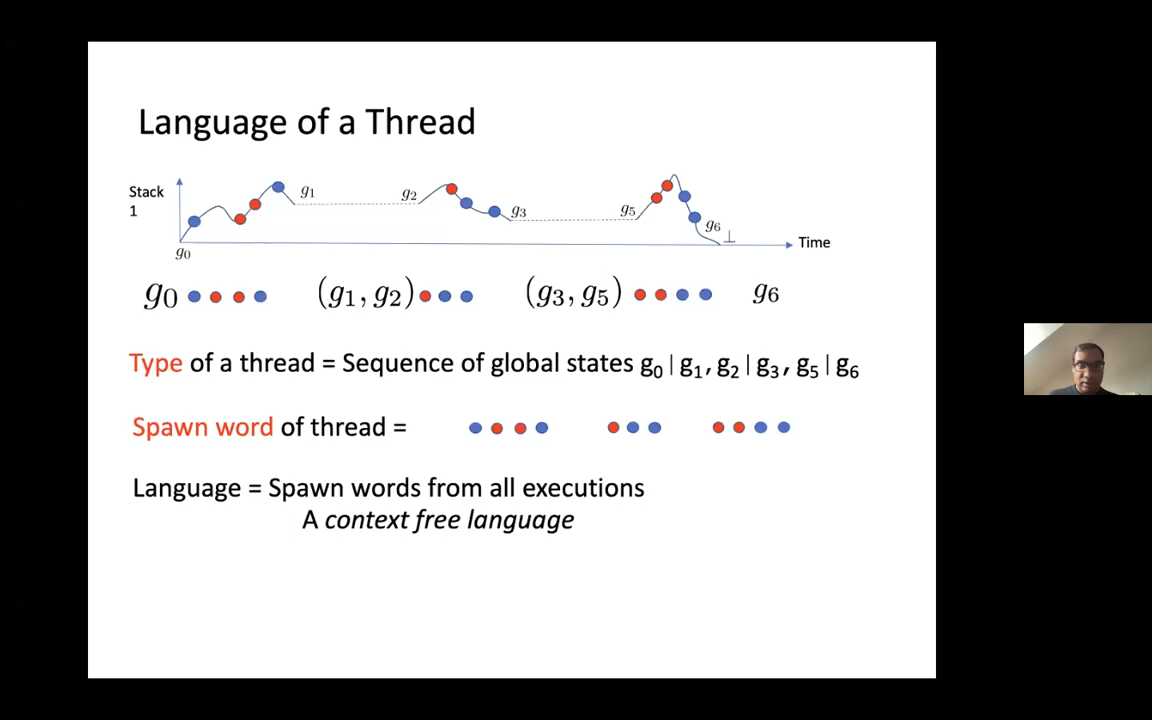 Language of a Thread
Stack
1
g₁
g₂
g₃
g₅
g₆
⊥
Time
g₀
g₀ (g₁, g₂) (g₃, g₅) g₆
Type of a thread = Sequence of global states g₀|g₁, g₂|g₃, g₅|g₆
Spawn word of thread =
Language = Spawn words from all executions
A context free language